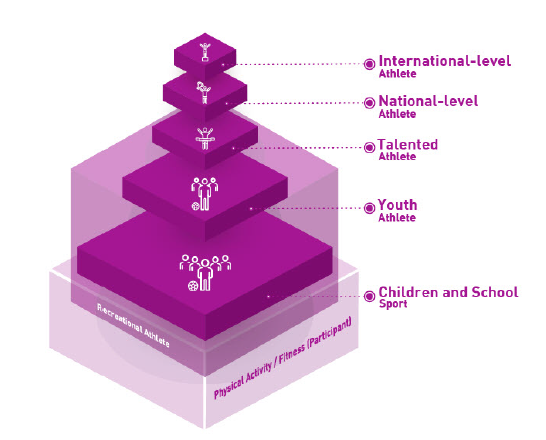 International-level
Athlete
National-level
Athlete
Talented
Athlete
Youth
Athlete
Children and School
Sport
Recreational Athlete
Physical Activity / Fitness (Participant)